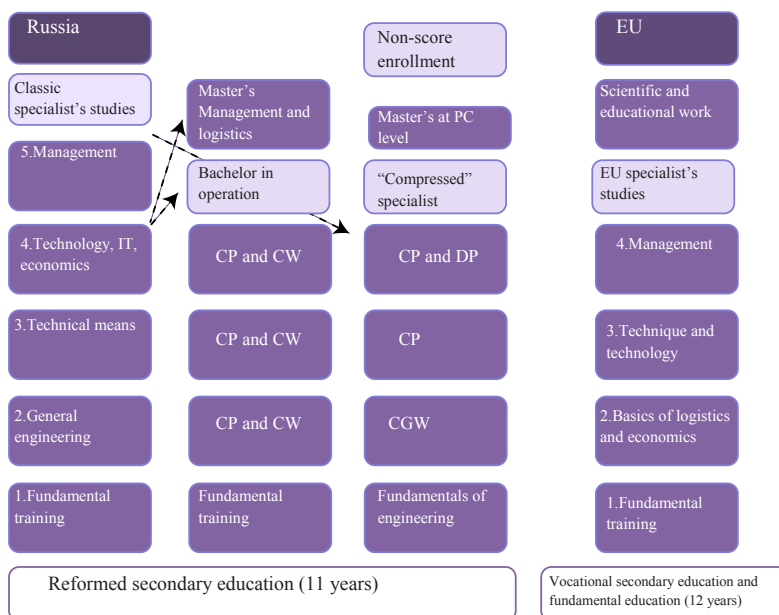 Russia
Classic
specialist's studies
5.Management
4.Technology, IT,
economics
3.Technical means
2.General
engineering
1.Fundamental
training
Master's
Management and
logistics
Bachelor in
operation
CP and CW
CP and CW
CP and CW
Fundamental
training
Non-score
enrollment
Master's at PC
level
“Compressed”
specialist
CP and DP
CP
CGW
Fundamentals of
engineering
Reformed secondary education (11 years)
EU
Scientific and
educational work
EU specialist's
studies
4.Management
3.Technique and
technology
2.Basics of logistics
and economics
1.Fundamental
training
Vocational secondary education and
fundamental education (12 years)